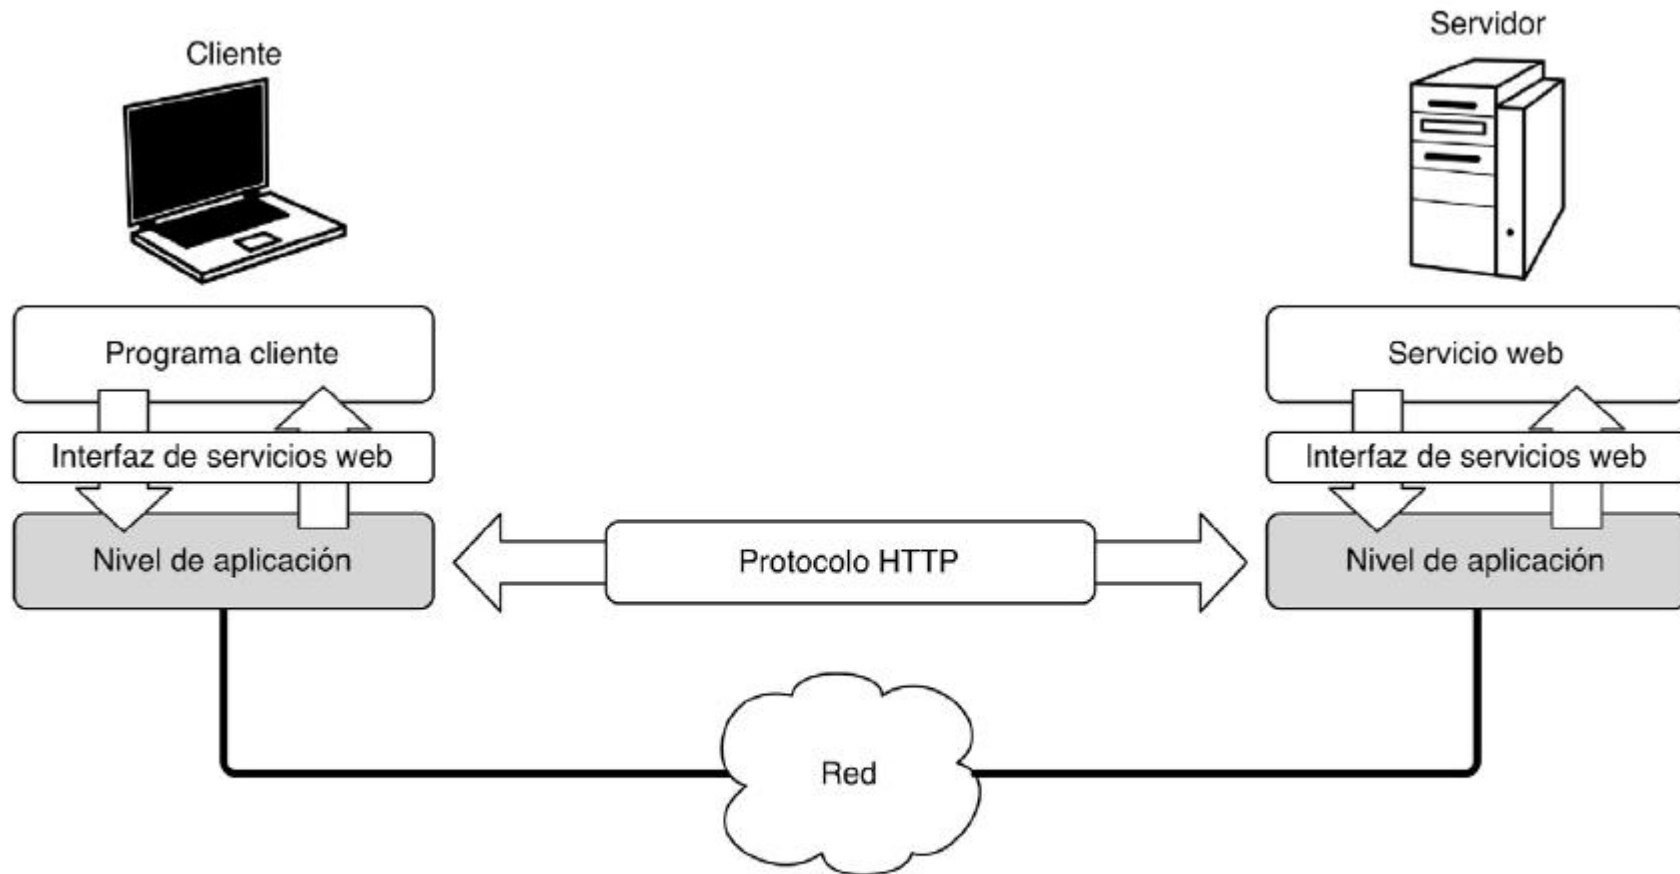 Cliente
Servidor
Programa cliente
Servicio web
Interfaz de servicios web
Interfaz de servicios web
Nivel de aplicación
Protocolo HTTP
Nivel de aplicación
Red